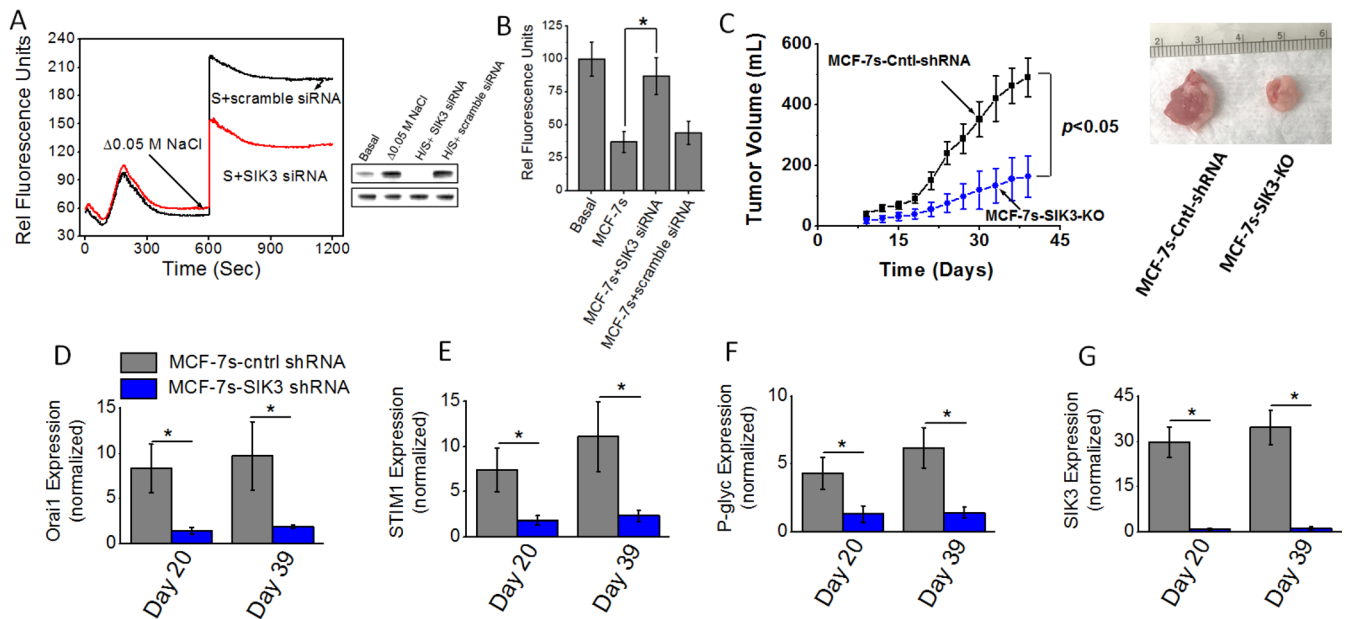 A
Rel Fluorescence Units
240
210
180
150
120
90
60
30
S+scramble siRNA
Δ0.05 M NaCl
S+SIK3 siRNA
0 300 600 900 1200
Time (Sec)
Basal
Δ0.05 M NaCl
H/S+ SIK3 siRNA
H/S+ scramble siRNA
B
Rel Fluorescence Units
125
100
75
50
25
0
*
Basal
MCF-7s
MCF-7s+SIK3 siRNA
MCF-7s+scramble siRNA
C
Tumor Volume (mL)
600
400
200
0
MCF-7s-Cntl-shRNA
p<0.05
MCF-7s-SIK3-KO
0 15 30 45
Time (Days)
2 3 4 5 6
MCF-7s-Cntl-shRNA
MCF-7s-SIK3-KO
D
MCF-7s-cntrl shRNA
MCF-7s-SIK3 shRNA
Orai1 Expression
(normalized)
15
10
5
0
*
*
Day 20
Day 39
E
STIM1 Expression
(normalized)
15
10
5
0
*
*
Day 20
Day 39
F
P-glyc Expression
(normalized)
10
5
0
*
*
Day 20
Day 39
G
SIK3 Expression
(normalized)
45
30
15
0
*
*
Day 20
Day 39